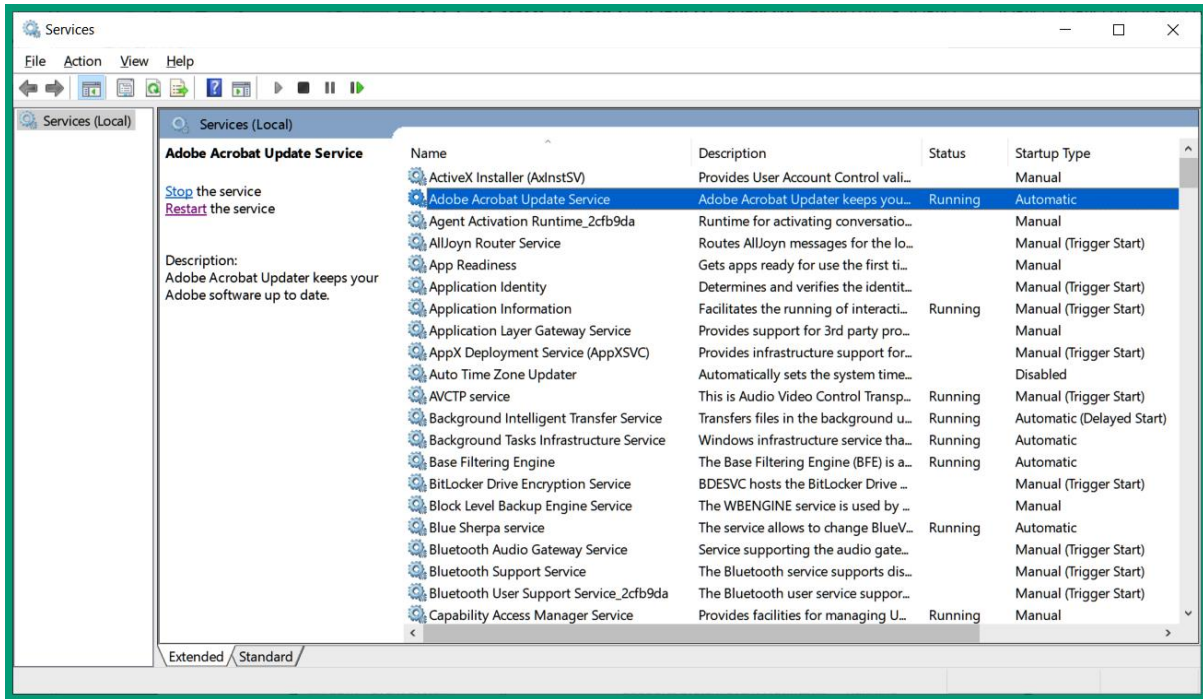 Services
File Action View Help
Services (Local)
Services (Local)
Adobe Acrobat Update Service
Stop the service
Restart the service
Description:
Adobe Acrobat Updater keeps your
Adobe software up to date.
Name Description Status Startup Type
ActiveX Installer (AxInstSV) Provides User Account Control vali... Manual
Adobe Acrobat Update Service Adobe Acrobat Updater keeps you... Running Automatic
Agent Activation Runtime_2cfb9da Runtime for activating conversatio... Manual
AllJoyn Router Service Routes AllJoyn messages for the lo... Manual (Trigger Start)
App Readiness Gets apps ready for use the first ti... Manual
Application Identity Determines and verifies the identit... Manual (Trigger Start)
Application Information Facilitates the running of interacti... Running Manual (Trigger Start)
Application Layer Gateway Service Provides support for 3rd party pro... Manual
AppX Deployment Service (AppXSVC) Provides infrastructure support for... Manual (Trigger Start)
Auto Time Zone Updater Automatically sets the system time... Disabled
AVCTP service This is Audio Video Control Transp... Running Manual (Trigger Start)
Background Intelligent Transfer Service Transfers files in the background u... Running Automatic (Delayed Start)
Background Tasks Infrastructure Service Windows infrastructure service tha... Running Automatic
Base Filtering Engine The Base Filtering Engine (BFE) is a... Running Automatic
BitLocker Drive Encryption Service BDESVC hosts the BitLocker Drive ... Manual (Trigger Start)
Block Level Backup Engine Service The WBENGINE service is used by ... Manual
Blue Sherpa service The service allows to change BlueV... Running Automatic
Bluetooth Audio Gateway Service Service supporting the audio gate... Manual (Trigger Start)
Bluetooth Support Service The Bluetooth service supports dis... Manual (Trigger Start)
Bluetooth User Support Service_2cfb9da The Bluetooth user service suppor... Manual (Trigger Start)
Capability Access Manager Service Provides facilities for managing U... Running Manual
Extended Standard